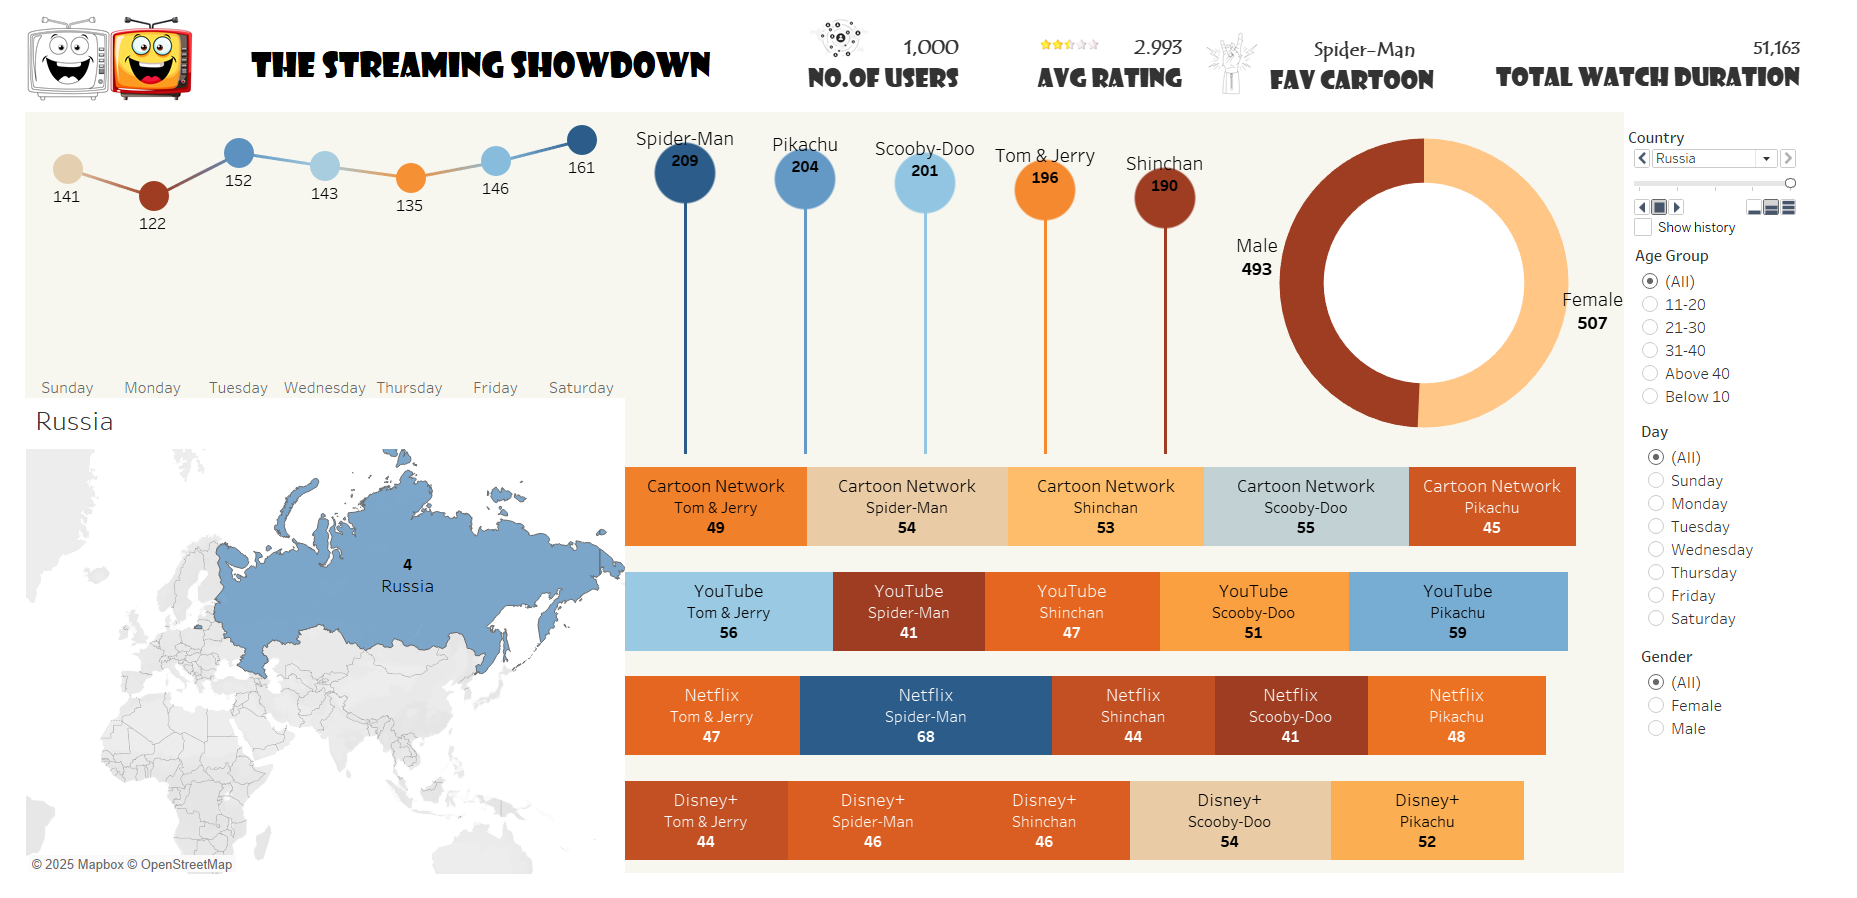 THE STREAMING SHOWDOWN
1,000
NO.OF USERS
2.993
AVG RATING
Spider-Man
FAV CARTOON
51,163
TOTAL WATCH DURATION
141
122
152
143
135
146
161
Sunday
Monday
Tuesday
Wednesday
Thursday
Friday
Saturday
Spider-Man
209
Pikachu
204
Scooby-Doo
201
Tom & Jerry
196
Shinchan
190
Male
493
Female
507
Russia
4
Russia
© 2025 Mapbox © OpenStreetMap
Cartoon Network
Tom & Jerry
49
Cartoon Network
Spider-Man
54
Cartoon Network
Shinchan
53
Cartoon Network
Scooby-Doo
55
Cartoon Network
Pikachu
45
YouTube
Tom & Jerry
56
YouTube
Spider-Man
41
YouTube
Shinchan
47
YouTube
Scooby-Doo
51
YouTube
Pikachu
59
Netflix
Tom & Jerry
47
Netflix
Spider-Man
68
Netflix
Shinchan
44
Netflix
Scooby-Doo
41
Netflix
Pikachu
48
Disney+
Tom & Jerry
44
Disney+
Spider-Man
46
Disney+
Shinchan
46
Disney+
Scooby-Doo
54
Disney+
Pikachu
52
Country
Russia
Show history
Age Group
(All)
11-20
21-30
31-40
Above 40
Below 10
Day
(All)
Sunday
Monday
Tuesday
Wednesday
Thursday
Friday
Saturday
Gender
(All)
Female
Male